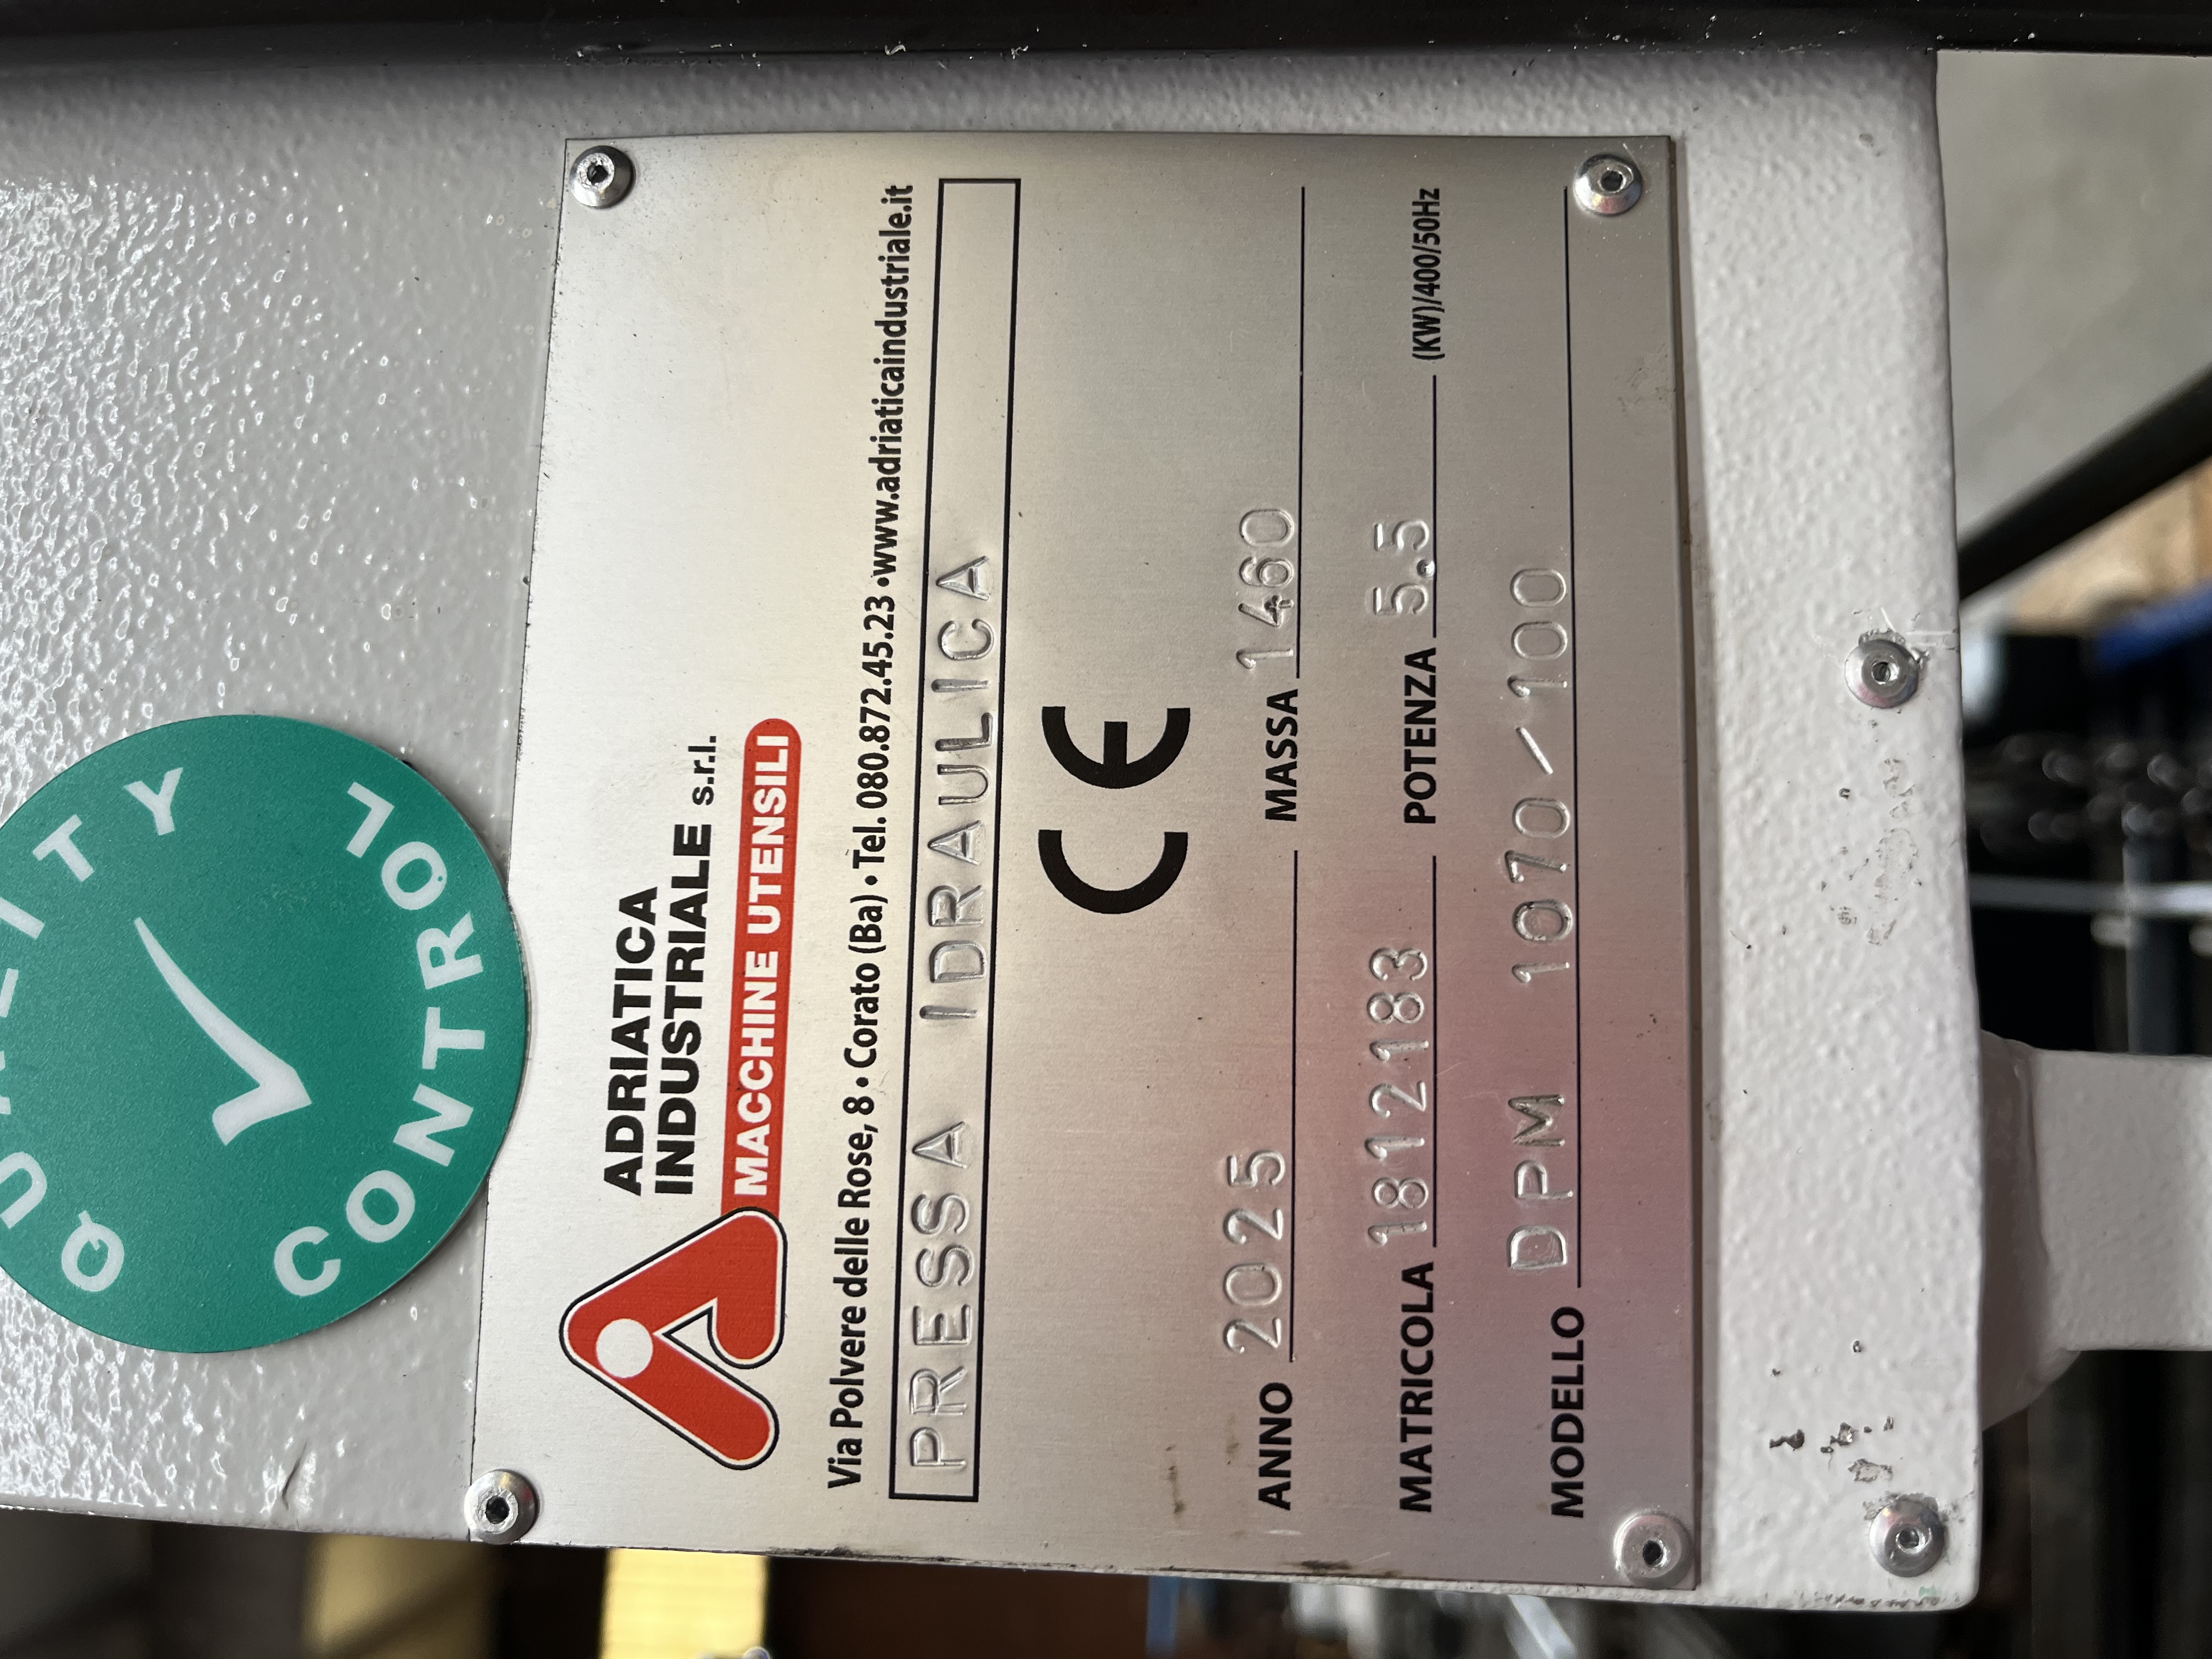 QUALITY
CONTROL
ADRIATICA
INDUSTRIALE s.r.l.
MACCHINE UTENSILI
Via Polvere delle Rose, 8 • Corato (Ba) • Tel. 080.872.45.23 •www.adriaticaindustriale.it
PRESSA IDRAULICA
CE
ANNO 2025 MASSA 1460
MATRICOLA 1812183 POTENZA 5.5 (KW)/400/50Hz
MODELLO DPM 1070/100